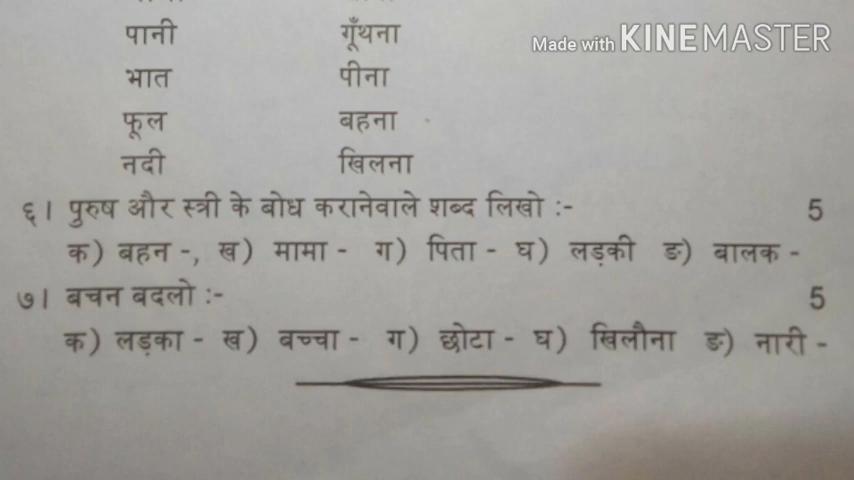 Made with KINEMASTER
पानी गूँथना
भात पीना
फूल बहना
नदी खिलना
६। पुरुष और स्त्री के बोध करानेवाले शब्द लिखो :- 5
क) बहन -, ख) मामा - ग) पिता - घ) लड़की ङ) बालक -
७। बचन बदलो :- 5
क) लड़का - ख) बच्चा - ग) छोटा - घ) खिलौना ङ) नारी -